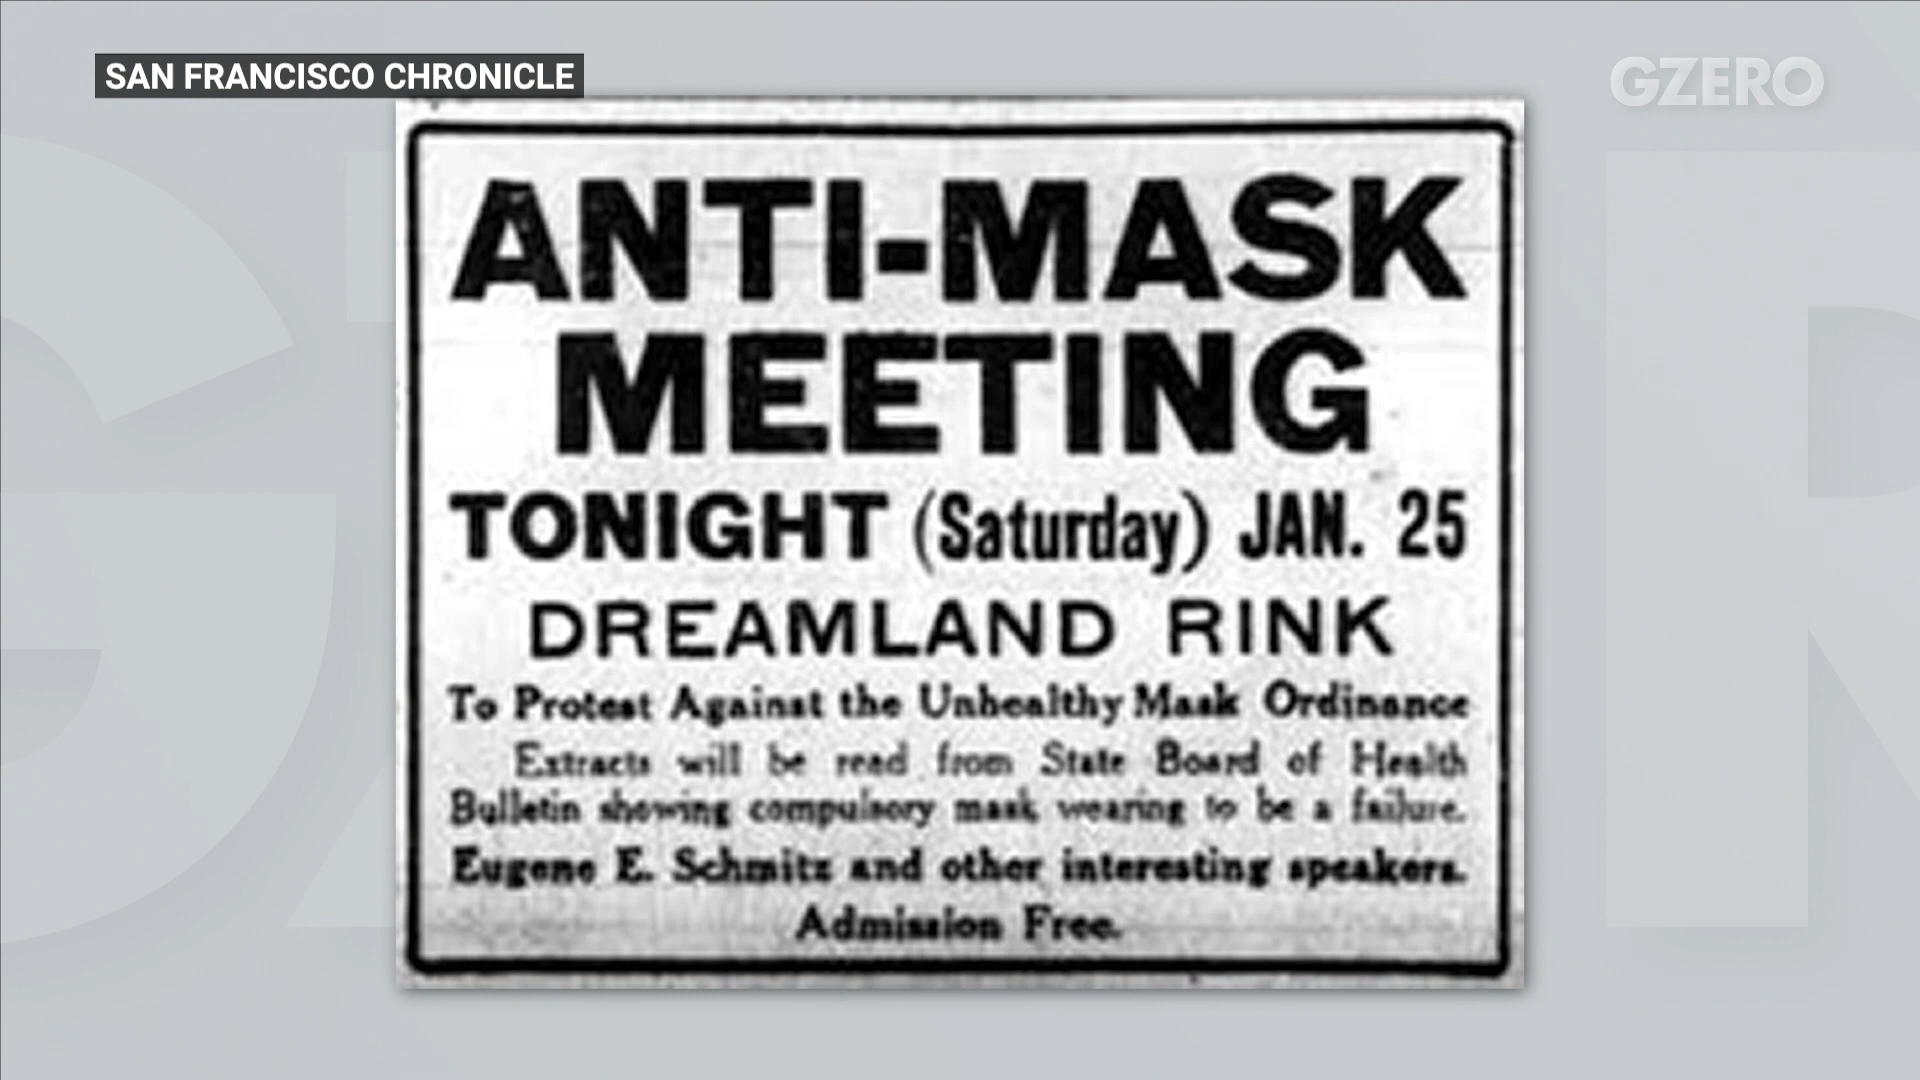 SAN FRANCISCO CHRONICLE
GZERO
ANTI-MASK
MEETING
TONIGHT (Saturday) JAN. 25
DREAMLAND RINK
To Protest Against the Unhealthy Mask Ordinance
Extracts will be read from State Board of Health
Bulletin showing compulsory mask wearing to be a failure.
Eugene E. Schmitz and other interesting speakers.
Admission Free.